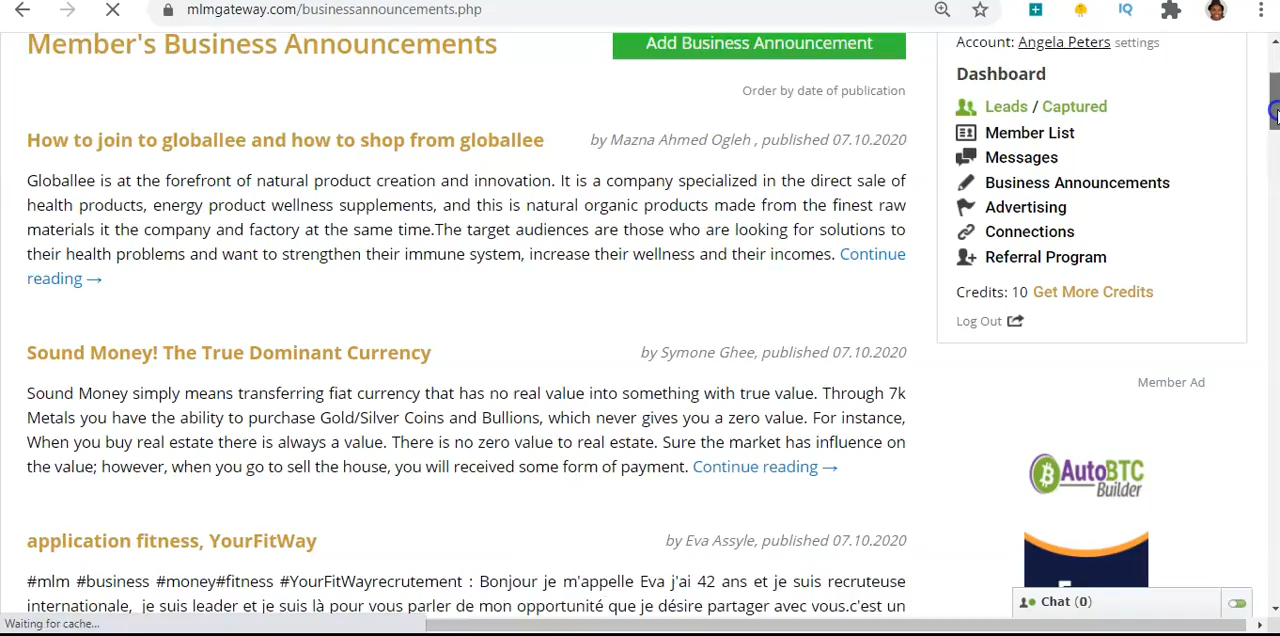 mlmgateway.com/businessannouncements.php
IQ
Member's Business Announcements
Add Business Announcement
Order by date of publication
How to join to globallee and how to shop from globallee
by Mazna Ahmed Ogleh , published 07.10.2020
Globallee is at the forefront of natural product creation and innovation. It is a company specialized in the direct sale of
health products, energy product wellness supplements, and this is natural organic products made from the finest raw
materials it the company and factory at the same time.The target audiences are those who are looking for solutions to
their health problems and want to strengthen their immune system, increase their wellness and their incomes. Continue
reading →
Sound Money! The True Dominant Currency
by Symone Ghee, published 07.10.2020
Sound Money simply means transferring fiat currency that has no real value into something with true value. Through 7k
Metals you have the ability to purchase Gold/Silver Coins and Bullions, which never gives you a zero value. For instance,
When you buy real estate there is always a value. There is no zero value to real estate. Sure the market has influence on
the value; however, when you go to sell the house, you will received some form of payment. Continue reading →
application fitness, YourFitWay
by Eva Assyle, published 07.10.2020
#mlm #business #money#fitness #YourFitWayrecrutement : Bonjour je m'appelle Eva j'ai 42 ans et je suis recruteuse
internationale, je suis leader et je suis là pour vous parler de mon opportunité que je désire partager avec vous.c'est un
Account: Angela Peters settings
Dashboard
Leads / Captured
Member List
Messages
Business Announcements
Advertising
Connections
Referral Program
Credits: 10 Get More Credits
Log Out
Member Ad
AutoBTC
Builder
Chat (0)
Waiting for cache...